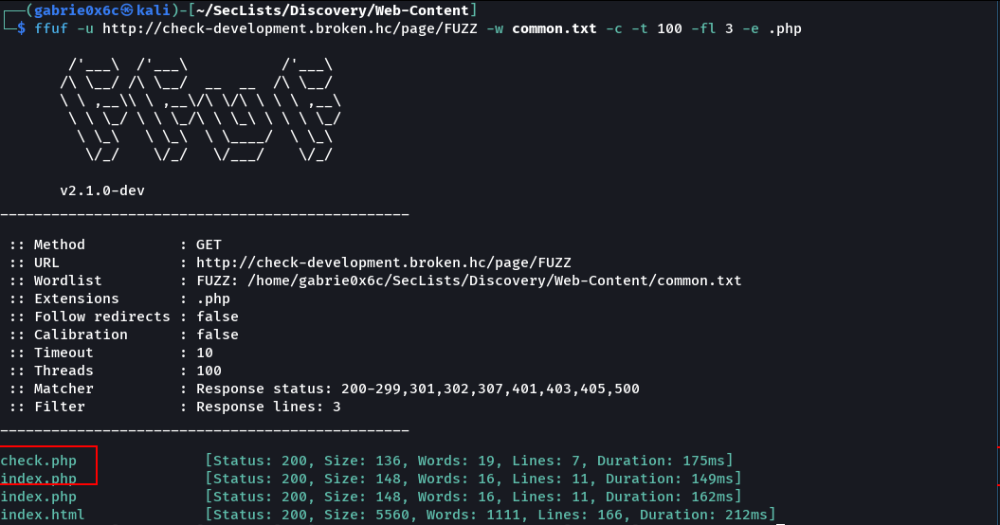 ┌──(gabrie0x6c㉿kali)-[~/SecLists/Discovery/Web-Content]
└─$ ffuf -u http://check-development.broken.hc/page/FUZZ -w common.txt -c -t 100 -fl 3 -e .php
        /'___\  /'___\           /'___\
       /\ \__/ /\ \__/  __  __  /\ \__/
       \ \ ,__\\ \ ,__\/\ \/\ \ \ \ ,__\
        \ \ \_/ \ \ \_/\ \ \_\ \ \ \ \_/
         \ \_\   \ \_\  \ \____/  \ \_\
          \/_/    \/_/   \/___/    \/_/
       v2.1.0-dev
________________________________________________
 :: Method           : GET
 :: URL              : http://check-development.broken.hc/page/FUZZ
 :: Wordlist         : FUZZ: /home/gabrie0x6c/SecLists/Discovery/Web-Content/common.txt
 :: Extensions       : .php
 :: Follow redirects : false
 :: Calibration      : false
 :: Timeout          : 10
 :: Threads          : 100
 :: Matcher          : Response status: 200-299,301,302,307,401,403,405,500
 :: Filter           : Response lines: 3
________________________________________________
check.php               [Status: 200, Size: 136, Words: 19, Lines: 7, Duration: 175ms]
index.php               [Status: 200, Size: 148, Words: 16, Lines: 11, Duration: 149ms]
index.php               [Status: 200, Size: 148, Words: 16, Lines: 11, Duration: 162ms]
index.html              [Status: 200, Size: 5560, Words: 1111, Lines: 166, Duration: 212ms]